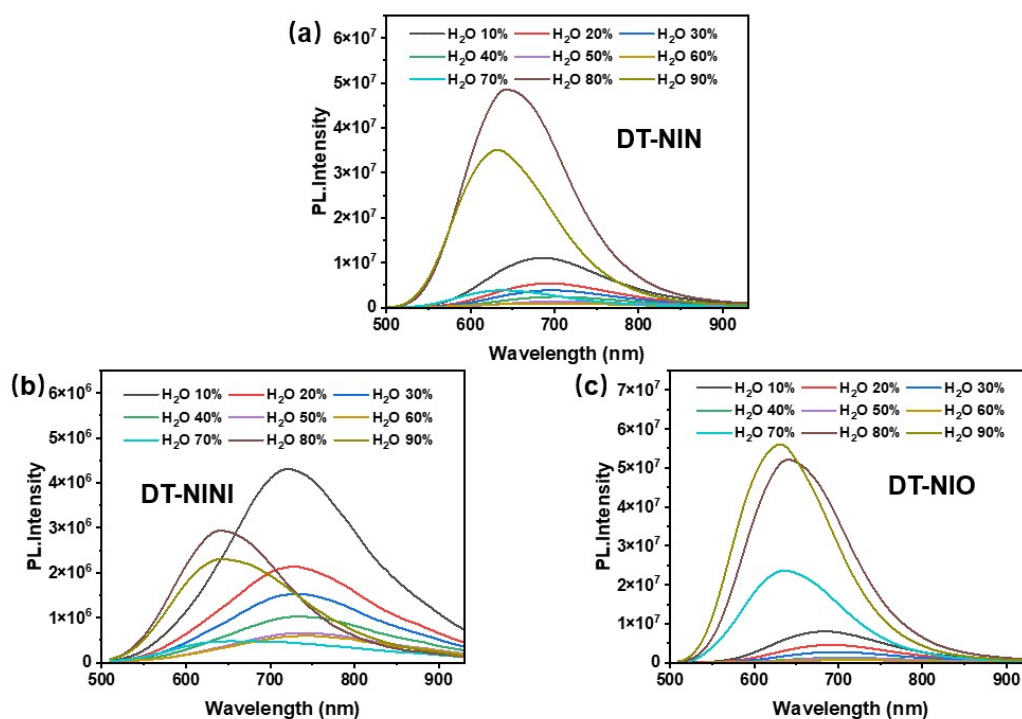 (a)
6×10⁷
5×10⁷
4×10⁷
3×10⁷
2×10⁷
1×10⁷
0
PL.Intensity
H₂O 10% H₂O 20% H₂O 30%
H₂O 40% H₂O 50% H₂O 60%
H₂O 70% H₂O 80% H₂O 90%
DT-NIN
500 600 700 800 900
Wavelength (nm)
(b)
6×10⁶
5×10⁶
4×10⁶
3×10⁶
2×10⁶
1×10⁶
0
PL.Intensity
H₂O 10% H₂O 20% H₂O 30%
H₂O 40% H₂O 50% H₂O 60%
H₂O 70% H₂O 80% H₂O 90%
DT-NINI
500 600 700 800 900
Wavelength (nm)
(c)
7×10⁷
6×10⁷
5×10⁷
4×10⁷
3×10⁷
2×10⁷
1×10⁷
0
PL.Intensity
H₂O 10% H₂O 20% H₂O 30%
H₂O 40% H₂O 50% H₂O 60%
H₂O 70% H₂O 80% H₂O 90%
DT-NIO
500 600 700 800 900
Wavelength (nm)